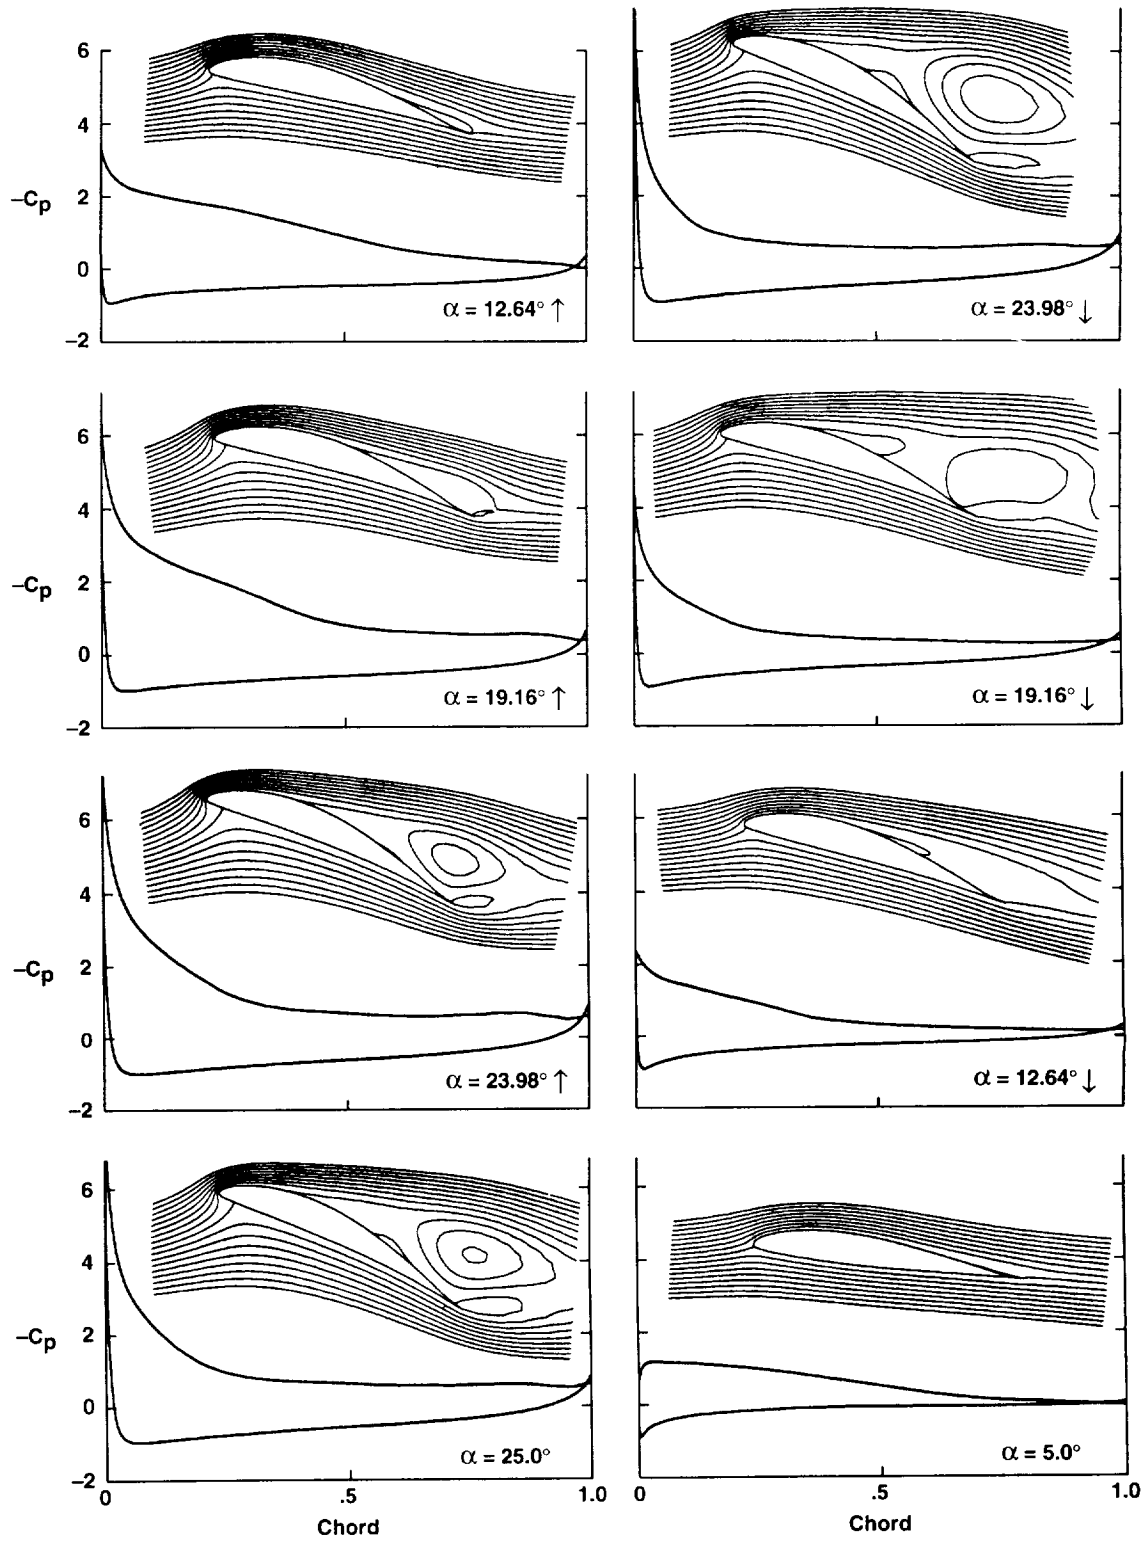 6
4
–Cp
2
0
–2
α = 12.64° ↑
α = 23.98° ↓
6
4
–Cp
2
0
–2
α = 19.16° ↑
α = 19.16° ↓
6
4
–Cp
2
0
–2
α = 23.98° ↑
α = 12.64° ↓
6
4
–Cp
2
0
–2
α = 25.0°
α = 5.0°
0 .5 1.0
Chord
0 .5 1.0
Chord